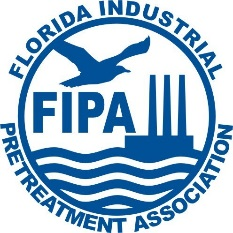 FLORIDA INDUSTRIAL
FIPA
PRETREATMENT ASSOCIATION